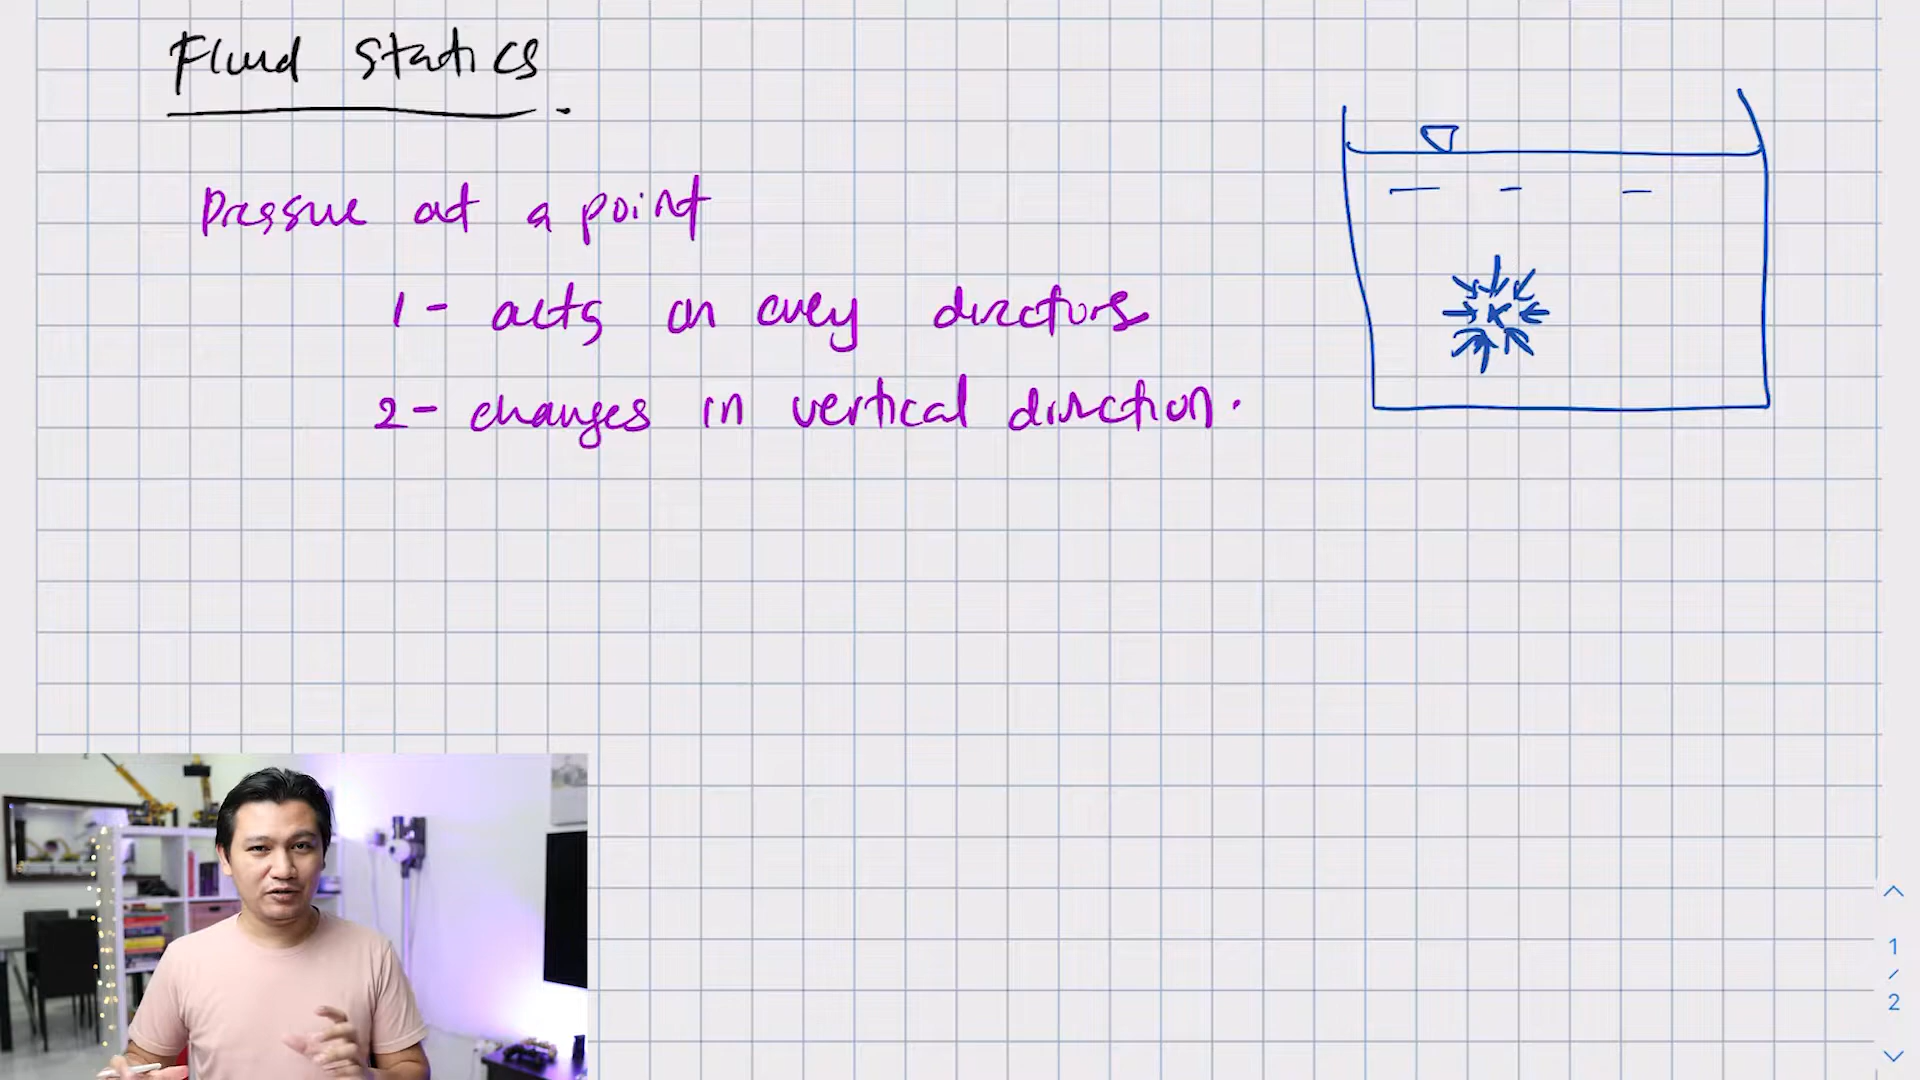 Fluid Statics.
Pressure at a point
1- acts on every directions
2- changes in vertical direction.
1
/
2